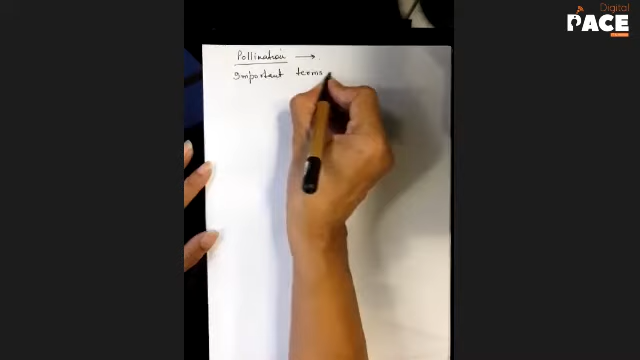 Digital
PACE
Pollination →
Important terms